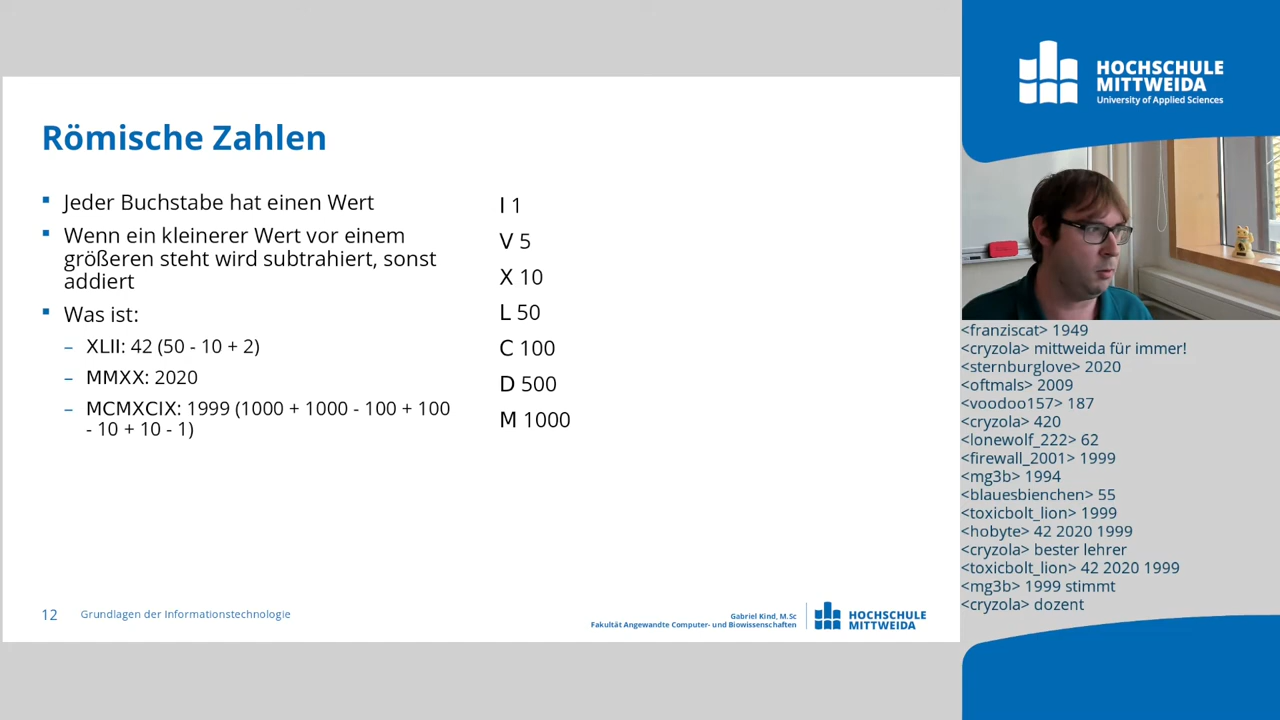 Römische Zahlen
▪ Jeder Buchstabe hat einen Wert
▪ Wenn ein kleinerer Wert vor einem
größeren steht wird subtrahiert, sonst
addiert
▪ Was ist:
– XLII: 42 (50 - 10 + 2)
– MMXX: 2020
– MCMXCIX: 1999 (1000 + 1000 - 100 + 100
- 10 + 10 - 1)
I 1
V 5
X 10
L 50
C 100
D 500
M 1000
12 Grundlagen der Informationstechnologie
Gabriel Kind, M.Sc
Fakultät Angewandte Computer- und Biowissenschaften
HOCHSCHULE
MITTWEIDA
HOCHSCHULE
MITTWEIDA
University of Applied Sciences
<franziscat> 1949
<cryzola> mittweida für immer!
<sternburglove> 2020
<oftmals> 2009
<voodoo157> 187
<cryzola> 420
<lonewolf_222> 62
<firewall_2001> 1999
<mg3b> 1994
<blauesbienchen> 55
<toxicbolt_lion> 1999
<hobyte> 42 2020 1999
<cryzola> bester lehrer
<toxicbolt_lion> 42 2020 1999
<mg3b> 1999 stimmt
<cryzola> dozent